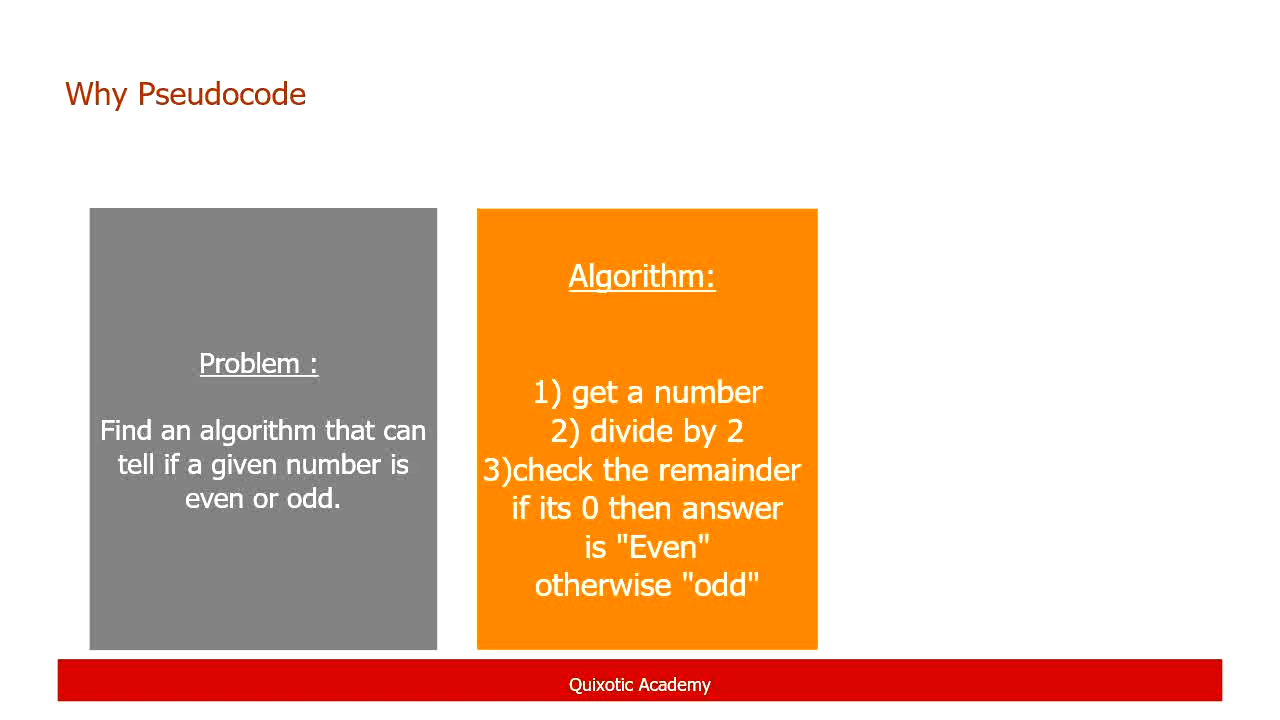 Why Pseudocode
Problem :
Find an algorithm that can
tell if a given number is
even or odd.
Algorithm:
1) get a number
2) divide by 2
3)check the remainder
if its 0 then answer
is "Even"
otherwise "odd"
Quixotic Academy